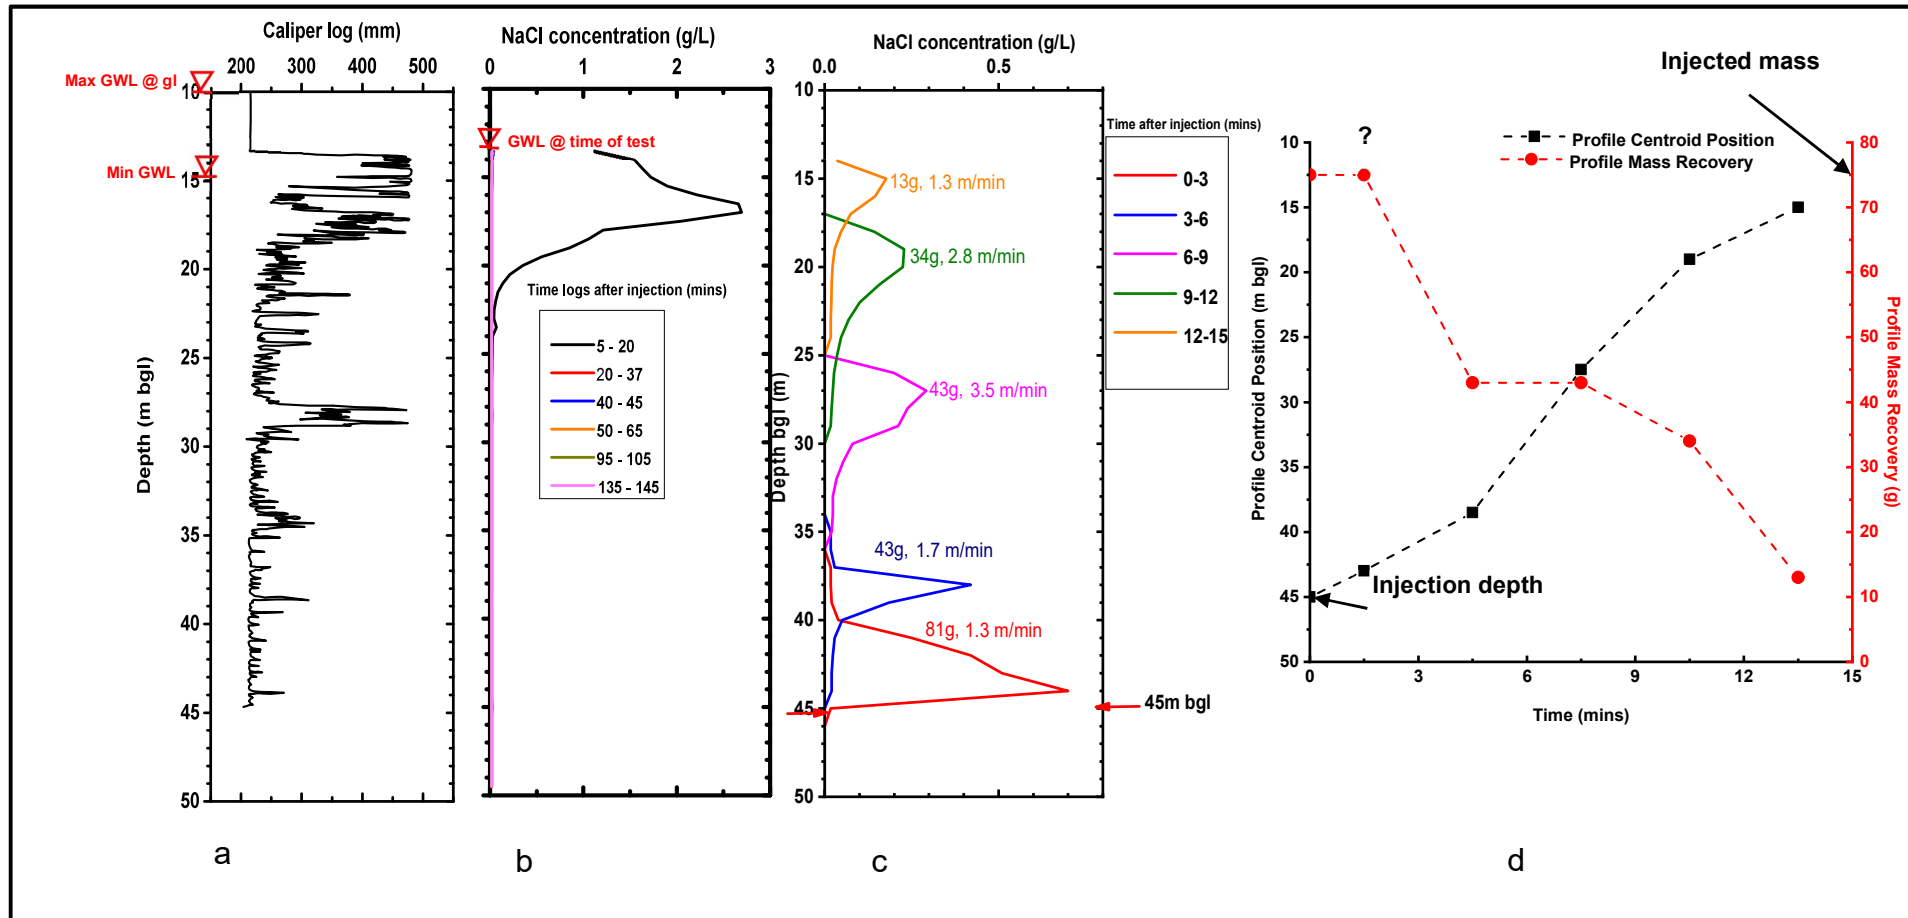 Caliper log (mm)
200 300 400 500
Max GWL @ gl
Min GWL
Depth (m bgl)
10
15
20
25
30
35
40
45
50
a
NaCl concentration (g/L)
0 1 2 3
GWL @ time of test
Time logs after injection (mins)
5 - 20
20 - 37
40 - 45
50 - 65
95 - 105
135 - 145
b
NaCl concentration (g/L)
0.0 0.5
Depth bgl (m)
10
15
20
25
30
35
40
45
50
13g, 1.3 m/min
34g, 2.8 m/min
43g, 3.5 m/min
43g, 1.7 m/min
81g, 1.3 m/min
45m bgl
Time after injection (mins)
0-3
3-6
6-9
9-12
12-15
c
Injected mass
?
Profile Centroid Position
Profile Mass Recovery
Profile Centroid Position (m bgl)
10
15
20
25
30
35
40
45
50
Injection depth
0 3 6 9 12 15
Time (mins)
80
70
60
50
40
30
20
10
0
Profile Mass Recovery (g)
d